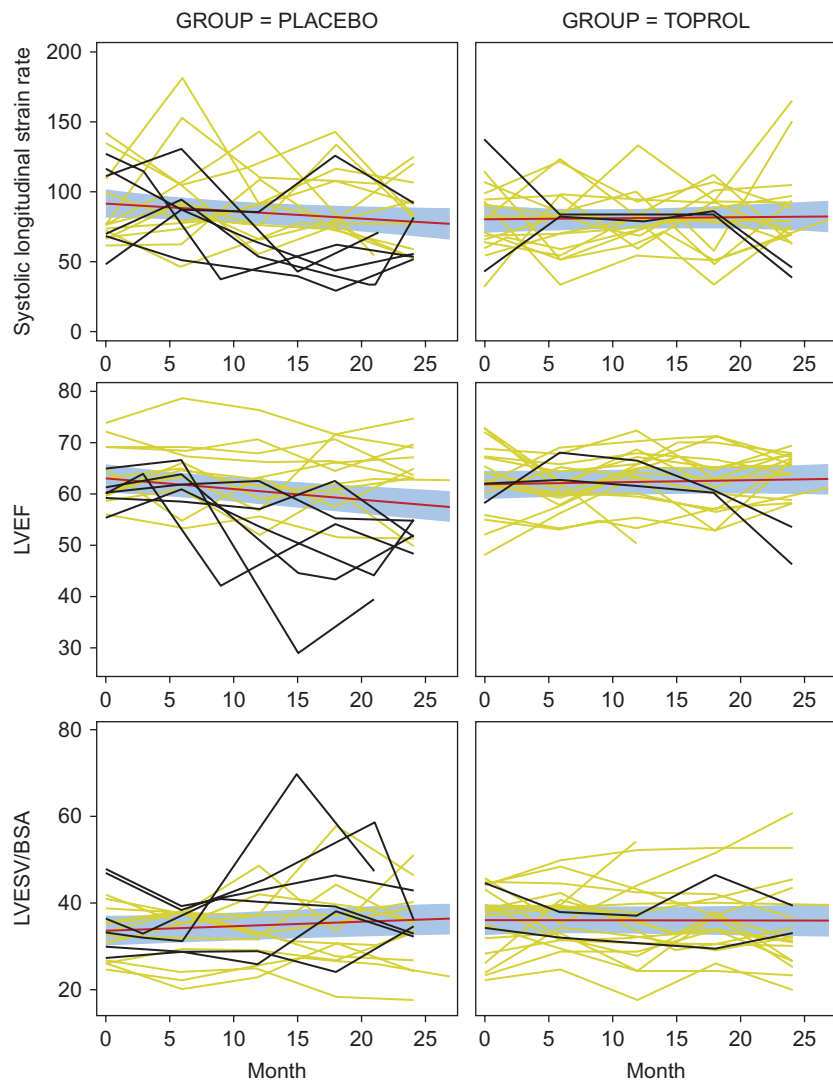 GROUP = PLACEBO
GROUP = TOPROL
Systolic longitudinal strain rate
200
150
100
50
0
0 5 10 15 20 25
0 5 10 15 20 25
LVEF
80
70
60
50
40
30
0 5 10 15 20 25
0 5 10 15 20 25
LVESV/BSA
80
60
40
20
0 5 10 15 20 25
0 5 10 15 20 25
Month
Month